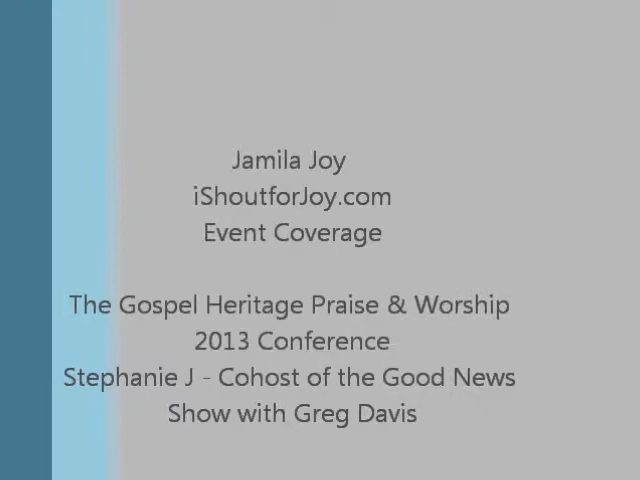 Jamila Joy
iShoutforJoy.com
Event Coverage
The Gospel Heritage Praise & Worship
2013 Conference
Stephanie J - Cohost of the Good News
Show with Greg Davis